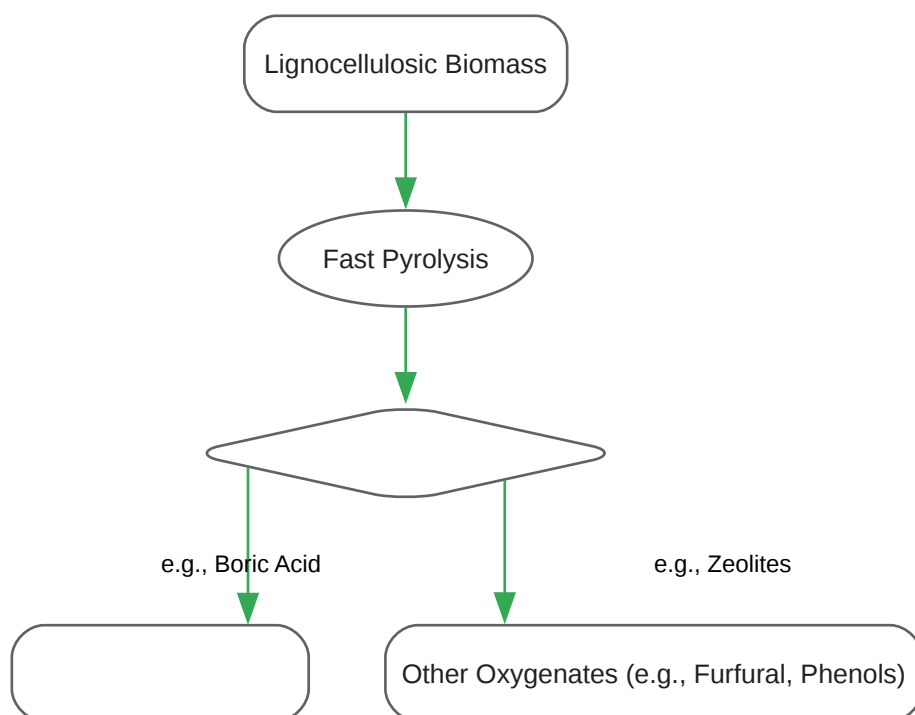 Lignocellulosic Biomass
Fast Pyrolysis
e.g., Boric Acid
e.g., Zeolites
Other Oxygenates (e.g., Furfural, Phenols)